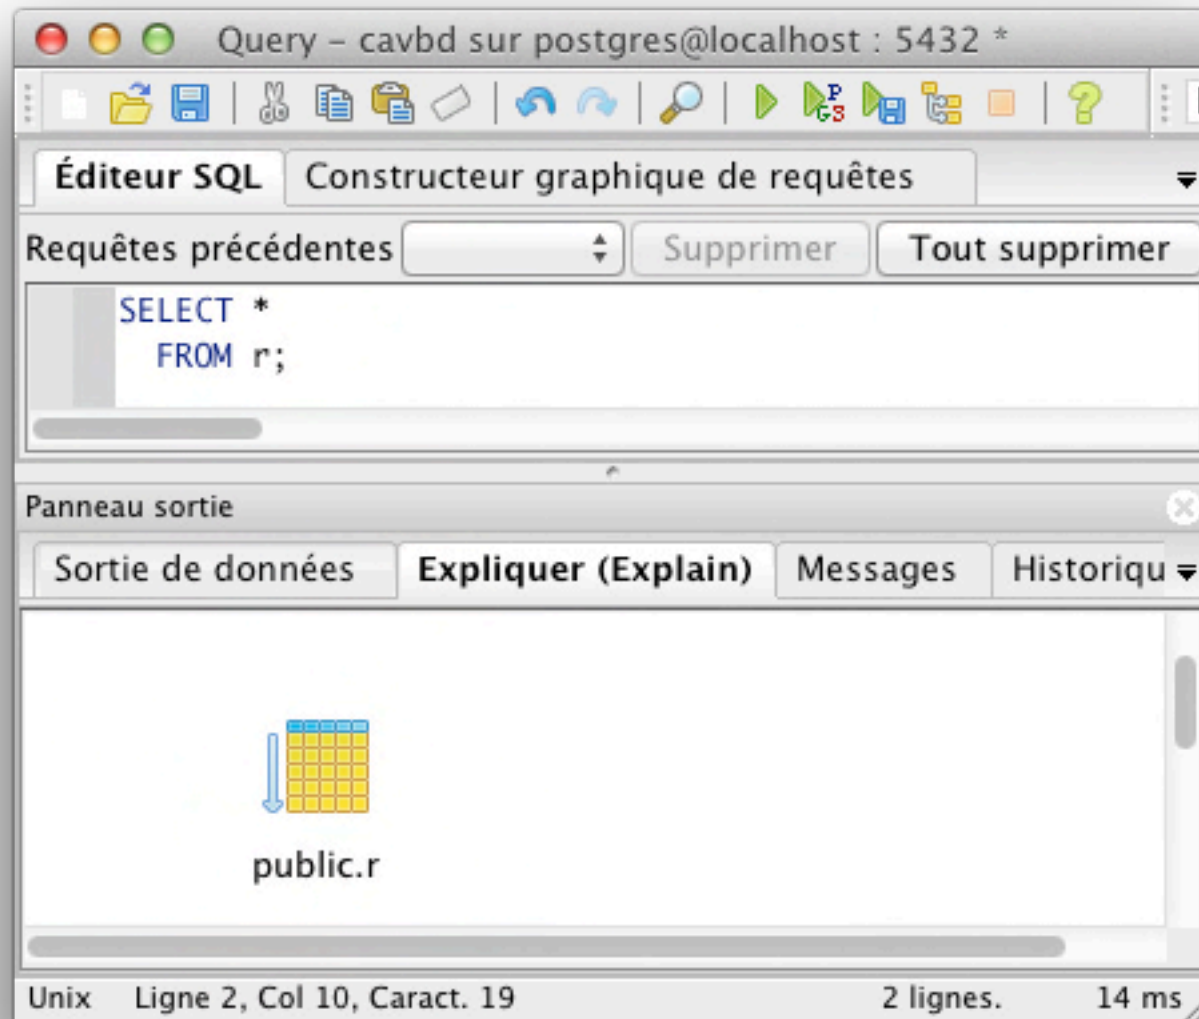 Query – cavbd sur postgres@localhost : 5432 *
Éditeur SQL Constructeur graphique de requêtes
Requêtes précédentes Supprimer Tout supprimer
SELECT *
FROM r;
Panneau sortie
Sortie de données Expliquer (Explain) Messages Historiqu
public.r
Unix Ligne 2, Col 10, Caract. 19 2 lignes. 14 ms